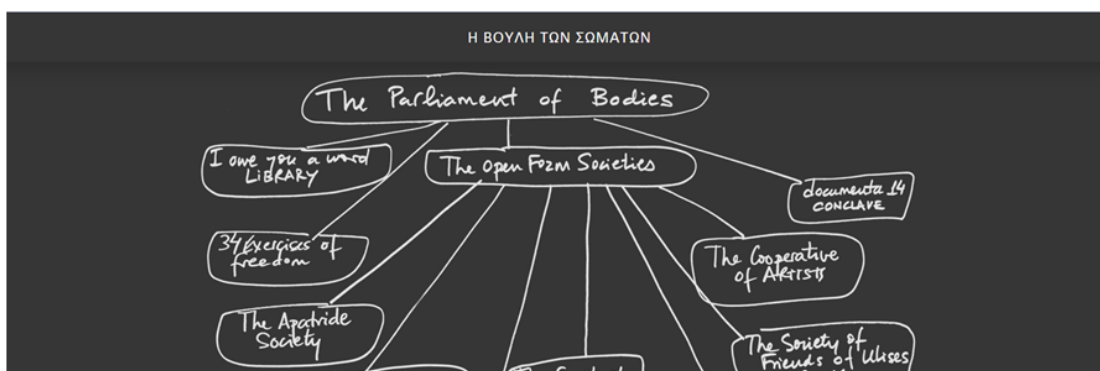 Η ΒΟΥΛΗ ΤΩΝ ΣΩΜΑΤΩΝ
The Parliament of Bodies
I owe you a word
LIBRARY
The Open Form Societies
documenta 14
CONCLAVE
34 Exercises of
freedom
The Cooperative
of ARTISTS
The Apatride
Society
The Society of
Friends of Ulises